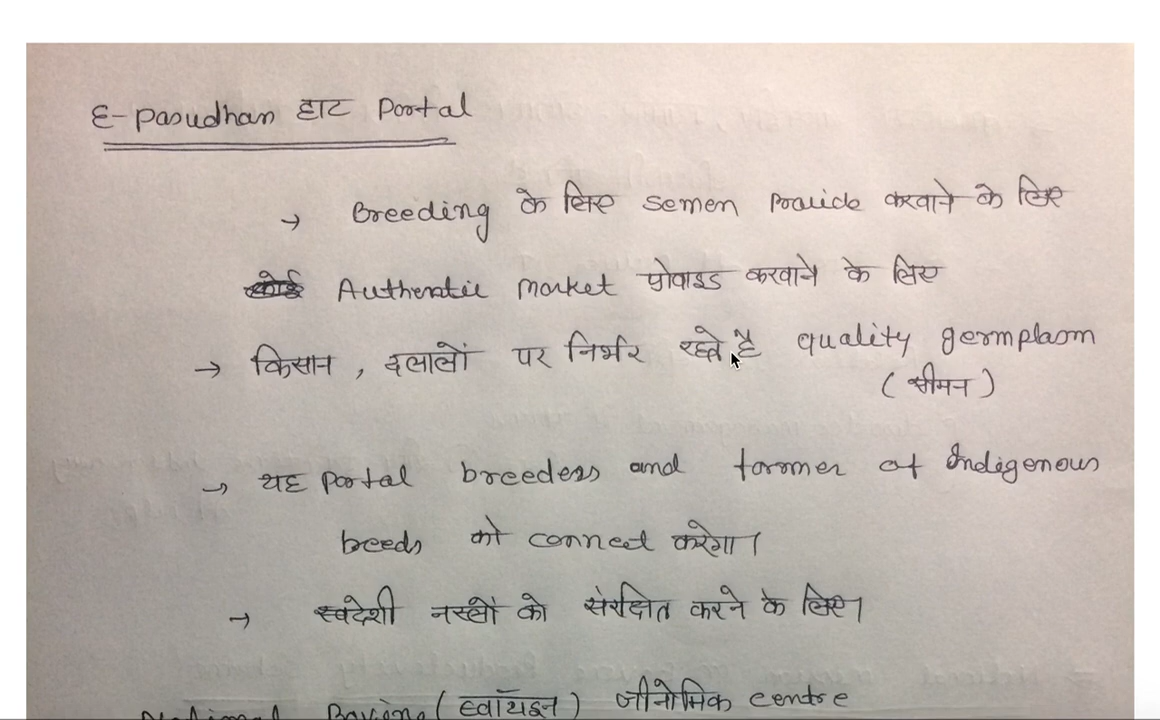 E-Pasudhan हाट Portal
→ Breeding के लिए semen Provide करवाने के लिए
Authentic market प्रोवाइड करवाने के लिए
→ किसान , दलालों पर निर्भर रहते है quality germplasm
(सीमन)
→ यह Portal breeders and farmer of Indigenous
breeds को connect करेगा।
→ स्वदेशी नस्लों को संरक्षित करने के लिए।
National Bovine (बोवाइन) जीनोमिक centre